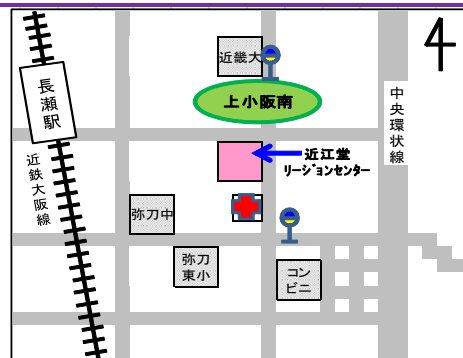 近畿大
上小阪南
長瀬駅
中央環状線
近江堂
リージョンセンター
近鉄大阪線
弥刀中
弥刀
東小
コン
ビニ